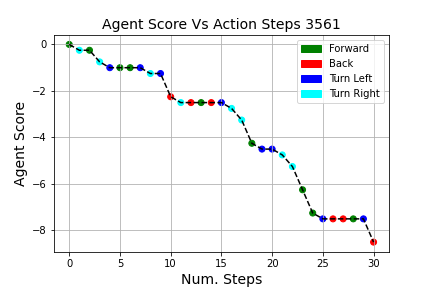 Agent Score Vs Action Steps 3561
Forward
Back
Turn Left
Turn Right
Agent Score
0
−2
−4
−6
−8
0 5 10 15 20 25 30
Num. Steps